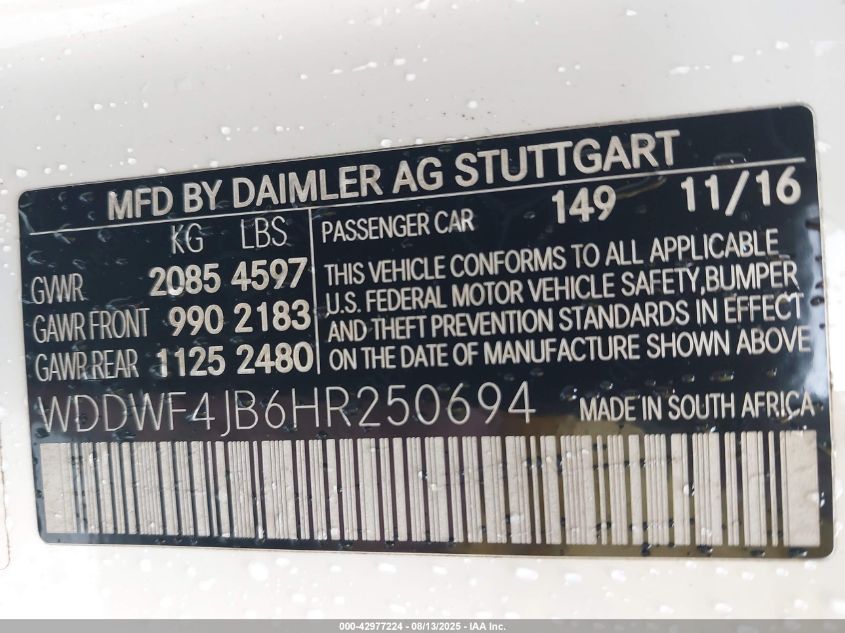 MFD BY DAIMLER AG STUTTGART
KG LBS
GVWR 2085 4597
GAWR FRONT 990 2183
GAWR REAR 1125 2480
PASSENGER CAR 149 11/16
THIS VEHICLE CONFORMS TO ALL APPLICABLE
U.S. FEDERAL MOTOR VEHICLE SAFETY,BUMPER
AND THEFT PREVENTION STANDARDS IN EFFECT
ON THE DATE OF MANUFACTURE SHOWN ABOVE
WDDWF4JB6HR250694 MADE IN SOUTH AFRICA
000-42977224 - 08/13/2025 - IAA Inc.